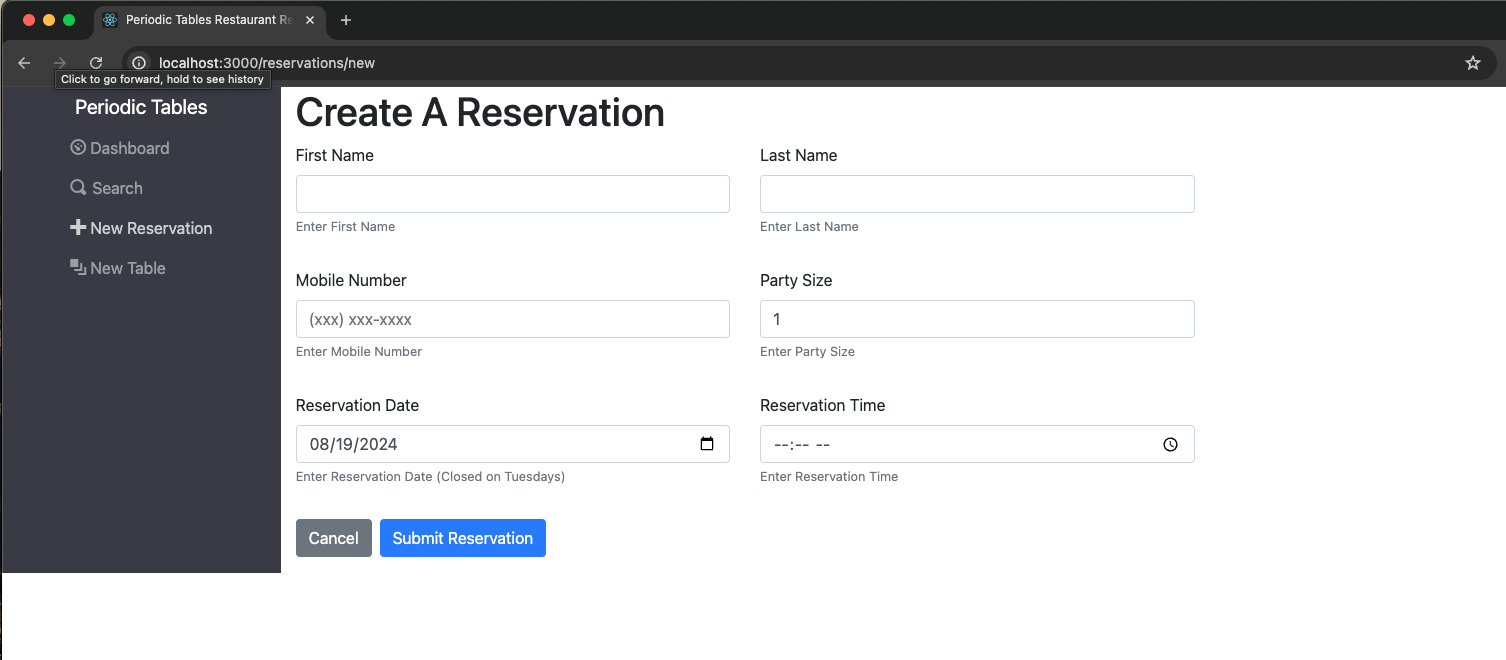 Periodic Tables Restaurant Re
localhost:3000/reservations/new
Click to go forward, hold to see history
Periodic Tables
Dashboard
Search
New Reservation
New Table
Create A Reservation
First Name
Last Name
Enter First Name
Enter Last Name
Mobile Number
Party Size
(xxx) xxx-xxxx
1
Enter Mobile Number
Enter Party Size
Reservation Date
Reservation Time
08/19/2024
--:-- --
Enter Reservation Date (Closed on Tuesdays)
Enter Reservation Time
Cancel
Submit Reservation